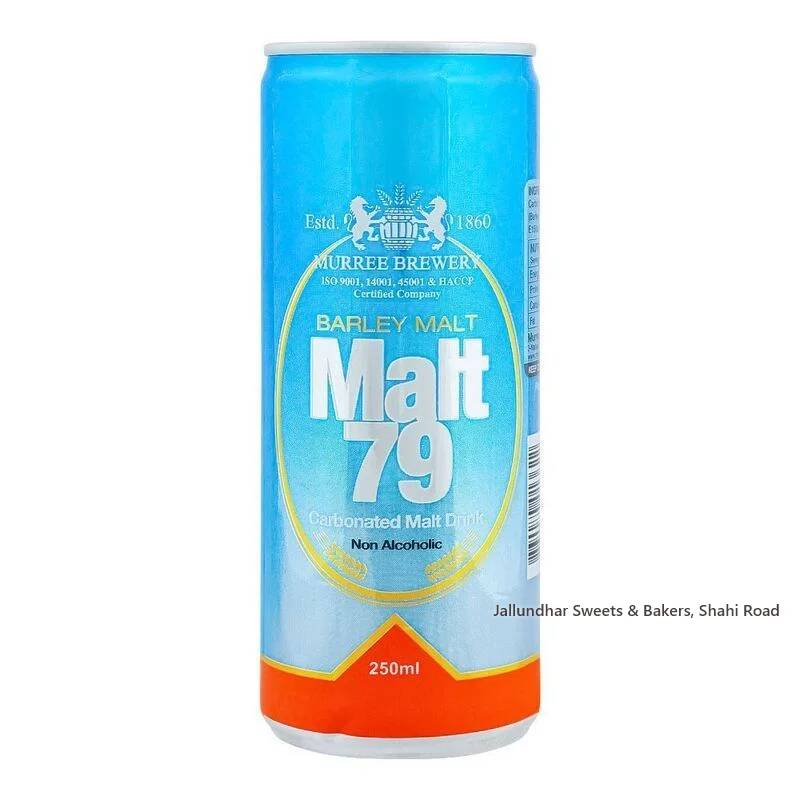 Estd. 1860
MURREE BREWERY
ISO 9001, 14001, 45001 & HACCP
Certified Company
BARLEY MALT
Malt
79
Carbonated Malt Drink
Non Alcoholic
Jallundhar Sweets & Bakers, Shahi Road
250ml